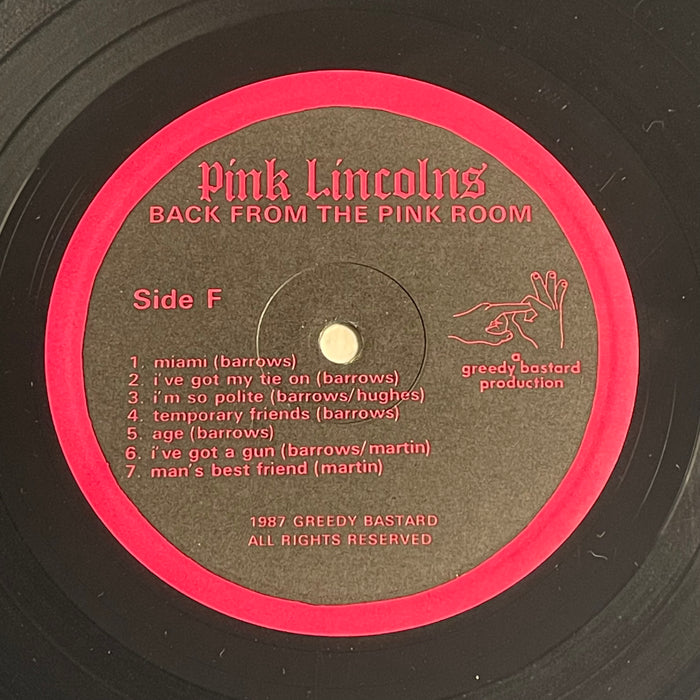 Pink Lincolns
BACK FROM THE PINK ROOM
Side F
1. miami (barrows)
2. i've got my tie on (barrows)
3. i'm so polite (barrows/hughes)
4. temporary friends (barrows)
5. age (barrows)
6. i've got a gun (barrows/martin)
7. man's best friend (martin)
a
greedy bastard
production
1987 GREEDY BASTARD
ALL RIGHTS RESERVED